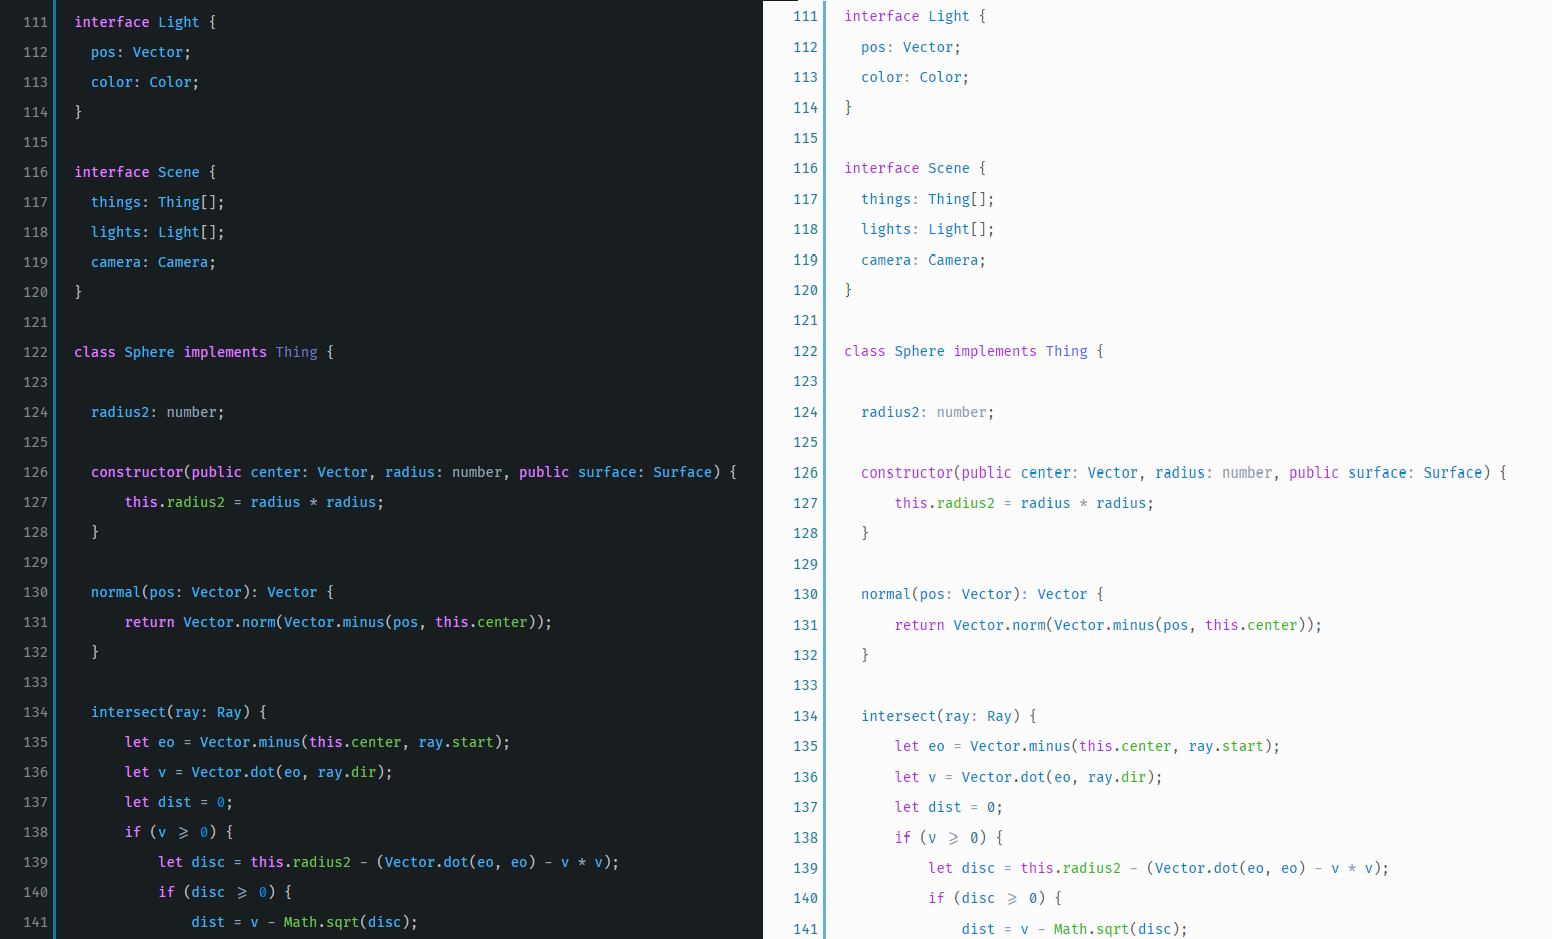 111 interface Light {
112   pos: Vector;
113   color: Color;
114 }
115
116 interface Scene {
117   things: Thing[];
118   lights: Light[];
119   camera: Camera;
120 }
121
122 class Sphere implements Thing {
123
124   radius2: number;
125
126   constructor(public center: Vector, radius: number, public surface: Surface) {
127       this.radius2 = radius * radius;
128   }
129
130   normal(pos: Vector): Vector {
131       return Vector.norm(Vector.minus(pos, this.center));
132   }
133
134   intersect(ray: Ray) {
135       let eo = Vector.minus(this.center, ray.start);
136       let v = Vector.dot(eo, ray.dir);
137       let dist = 0;
138       if (v ⩾ 0) {
139           let disc = this.radius2 - (Vector.dot(eo, eo) - v * v);
140           if (disc ⩾ 0) {
141               dist = v - Math.sqrt(disc);
111 interface Light {
112   pos: Vector;
113   color: Color;
114 }
115
116 interface Scene {
117   things: Thing[];
118   lights: Light[];
119   camera: Camera;
120 }
121
122 class Sphere implements Thing {
123
124   radius2: number;
125
126   constructor(public center: Vector, radius: number, public surface: Surface) {
127       this.radius2 = radius * radius;
128   }
129
130   normal(pos: Vector): Vector {
131       return Vector.norm(Vector.minus(pos, this.center));
132   }
133
134   intersect(ray: Ray) {
135       let eo = Vector.minus(this.center, ray.start);
136       let v = Vector.dot(eo, ray.dir);
137       let dist = 0;
138       if (v ⩾ 0) {
139           let disc = this.radius2 - (Vector.dot(eo, eo) - v * v);
140           if (disc ⩾ 0) {
141               dist = v - Math.sqrt(disc);